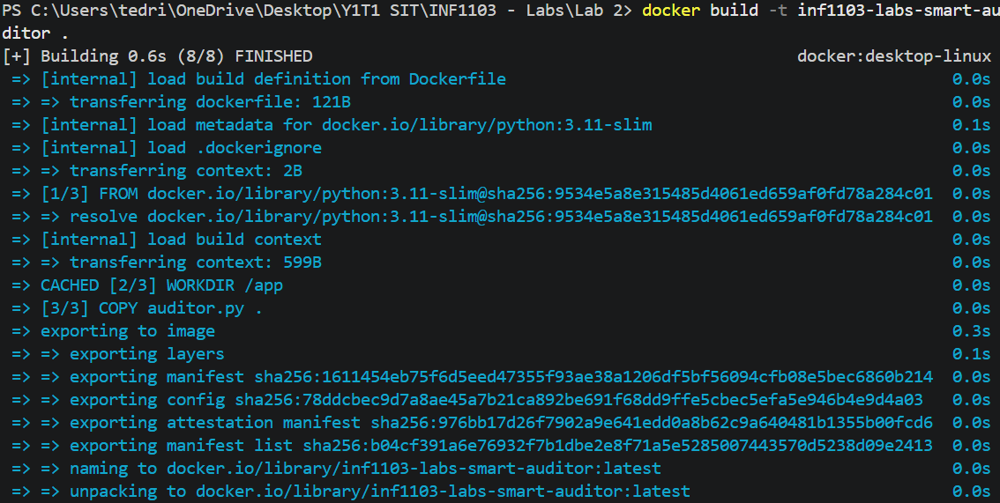 PS C:\Users\tedri\OneDrive\Desktop\Y1T1 SIT\INF1103 - Labs\Lab 2> docker build -t inf1103-labs-smart-au
ditor .
[+] Building 0.6s (8/8) FINISHED docker:desktop-linux
=> [internal] load build definition from Dockerfile 0.0s
=> => transferring dockerfile: 121B 0.0s
=> [internal] load metadata for docker.io/library/python:3.11-slim 0.1s
=> [internal] load .dockerignore 0.0s
=> => transferring context: 2B 0.0s
=> [1/3] FROM docker.io/library/python:3.11-slim@sha256:9534e5a8e315485d4061ed659af0fd78a284c01 0.0s
=> => resolve docker.io/library/python:3.11-slim@sha256:9534e5a8e315485d4061ed659af0fd78a284c01 0.0s
=> [internal] load build context 0.0s
=> => transferring context: 599B 0.0s
=> CACHED [2/3] WORKDIR /app 0.0s
=> [3/3] COPY auditor.py . 0.0s
=> exporting to image 0.3s
=> => exporting layers 0.1s
=> => exporting manifest sha256:1611454eb75f6d5eed47355f93ae38a1206df5bf56094cfb08e5bec6860b214 0.0s
=> => exporting config sha256:78ddcbec9d7a8ae45a7b21ca892be691f68dd9ffe5cbec5efa5e946b4e9d4a03 0.0s
=> => exporting attestation manifest sha256:976bb17d26f7902a9e641edd0a8b62c9a640481b1355b00fcd6 0.0s
=> => exporting manifest list sha256:b04cf391a6e76932f7b1dbe2e8f71a5e5285007443570d5238d09e2413 0.0s
=> => naming to docker.io/library/inf1103-labs-smart-auditor:latest 0.0s
=> => unpacking to docker.io/library/inf1103-labs-smart-auditor:latest 0.0s